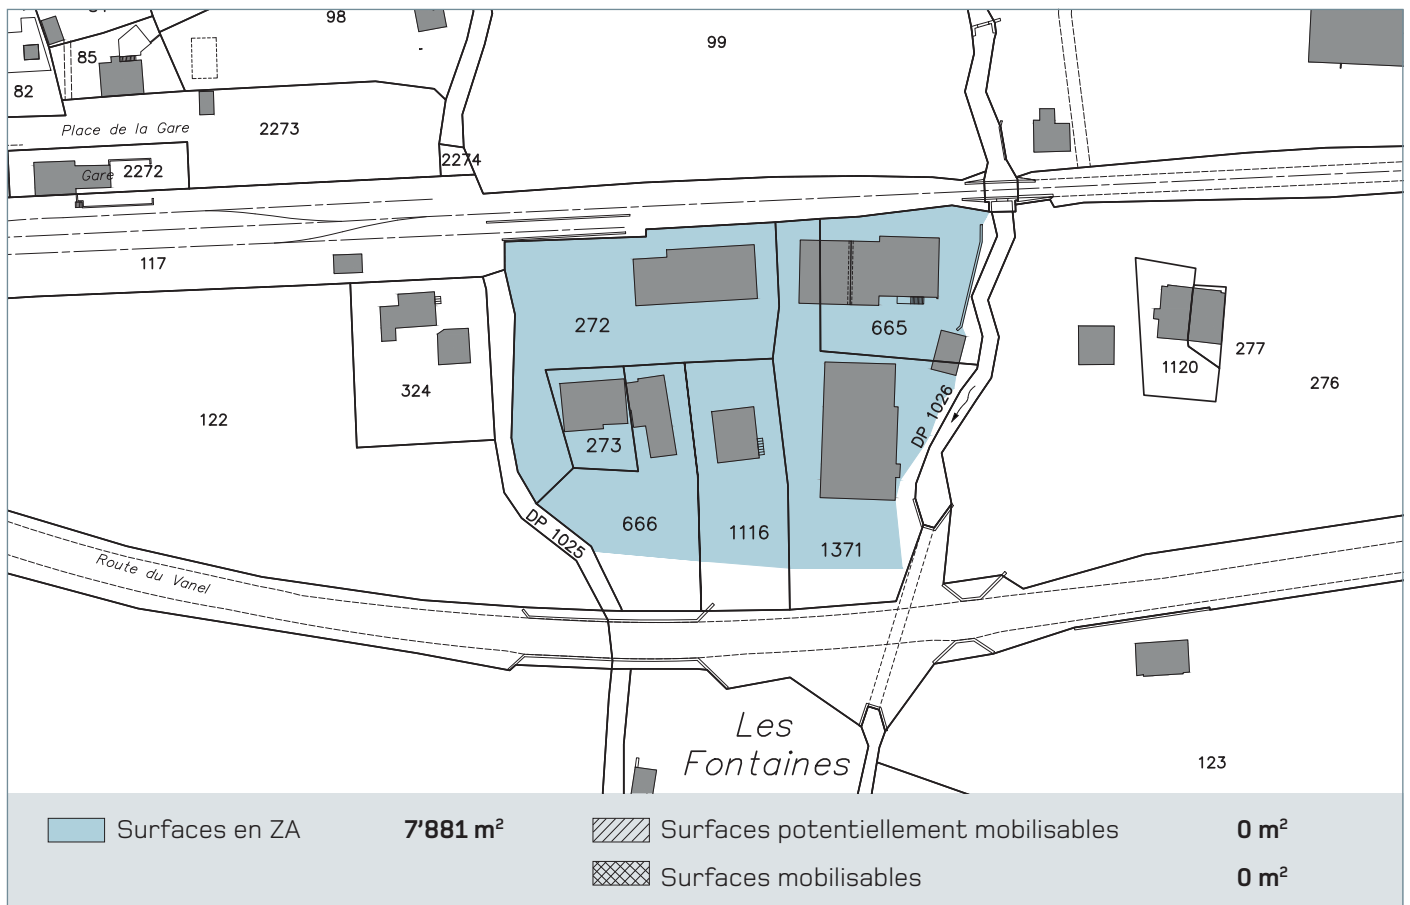 98
99
85
82
Place de la Gare
2273
2274
Gare
2272
117
272
665
324
122
273
DP 1026
277
1120
276
666
1116
1371
DP 1025
Route du Vanel
Les
Fontaines
123
Surfaces en ZA 7'881 m²
Surfaces potentiellement mobilisables 0 m²
Surfaces mobilisables 0 m²